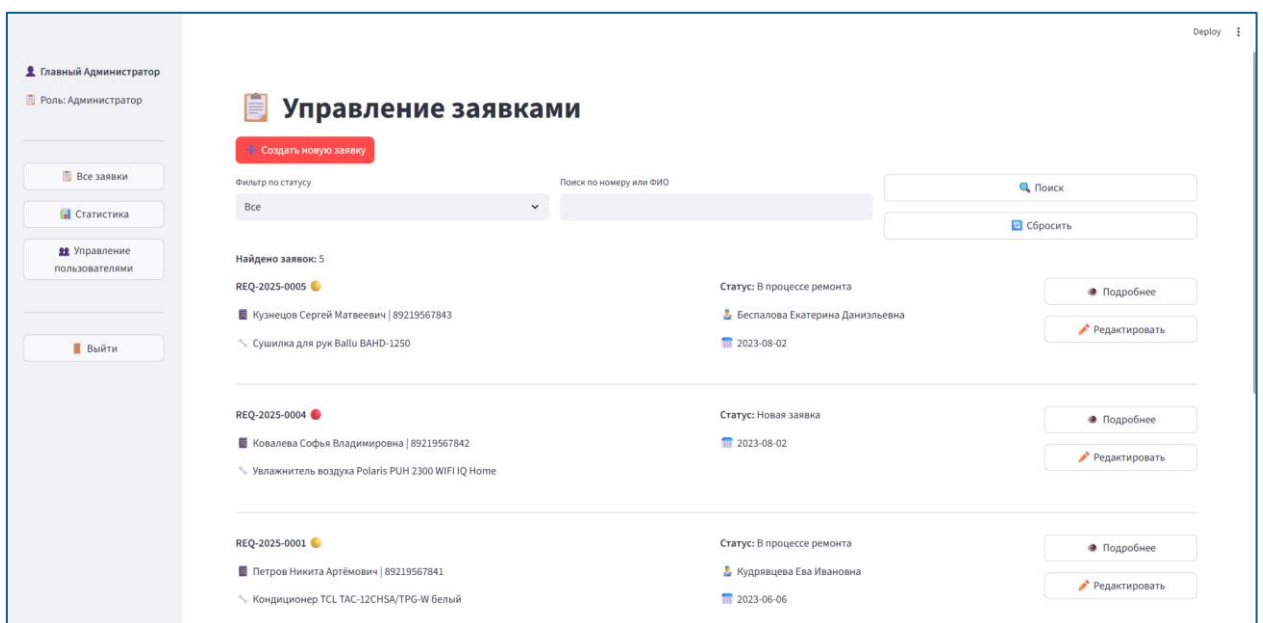 Deploy
Главный Администратор
Роль: Администратор
Все заявки
Статистика
Управление
пользователями
Выйти
Управление заявками
Создать новую заявку
Фильтр по статусу
Все
Поиск по номеру или ФИО
Поиск
Сбросить
Найдено заявок: 5
REQ-2025-0005
Кузнецов Сергей Матвеевич | 89219567843
Сушилка для рук Ballu BAHD-1250
Статус: В процессе ремонта
Беспалова Екатерина Даниэльевна
2023-08-02
Подробнее
Редактировать
REQ-2025-0004
Ковалева Софья Владимировна | 89219567842
Увлажнитель воздуха Polaris PUH 2300 WIFI IQ Home
Статус: Новая заявка
2023-08-02
Подробнее
Редактировать
REQ-2025-0001
Петров Никита Артёмович | 89219567841
Кондиционер TCL TAC-12CHSA/TPG-W белый
Статус: В процессе ремонта
Кудрявцева Ева Ивановна
2023-06-06
Подробнее
Редактировать